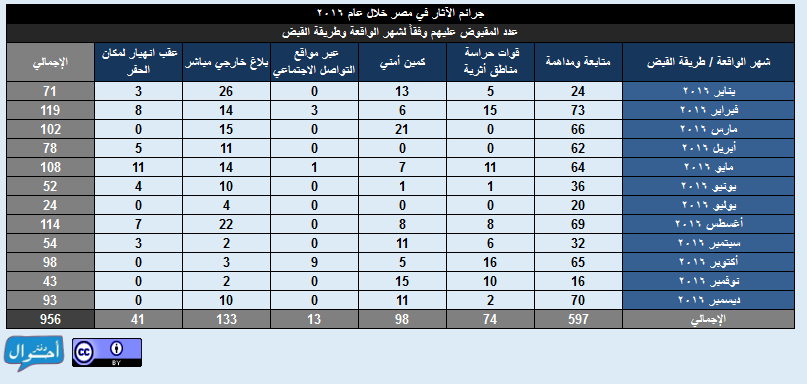 جرائم الآثار في مصر خلال عام ٢٠١٦
عدد المقبوض عليهم وفقاً لشهر الواقعة وطريقة القبض
شهر الواقعة / طريقة القبض متابعة ومداهمة قوات حراسة مناطق أثرية كمين أمني عبر مواقع التواصل الاجتماعي بلاغ خارجي مباشر عقب انهيار لمكان الحفر الإجمالي
يناير ٢٠١٦ 24 5 13 0 26 3 71
فبراير ٢٠١٦ 73 15 6 3 14 8 119
مارس ٢٠١٦ 66 0 21 0 15 0 102
أبريل ٢٠١٦ 62 0 0 0 11 5 78
مايو ٢٠١٦ 64 11 7 1 14 11 108
يونيو ٢٠١٦ 36 1 1 0 10 4 52
يوليو ٢٠١٦ 20 0 0 0 4 0 24
أغسطس ٢٠١٦ 69 8 8 0 22 7 114
سبتمبر ٢٠١٦ 32 6 11 0 2 3 54
أكتوبر ٢٠١٦ 65 16 5 9 3 0 98
نوفمبر ٢٠١٦ 16 10 15 0 2 0 43
ديسمبر ٢٠١٦ 70 2 11 0 10 0 93
الإجمالي 597 74 98 13 133 41 956
دفتر أحوال
cc BY